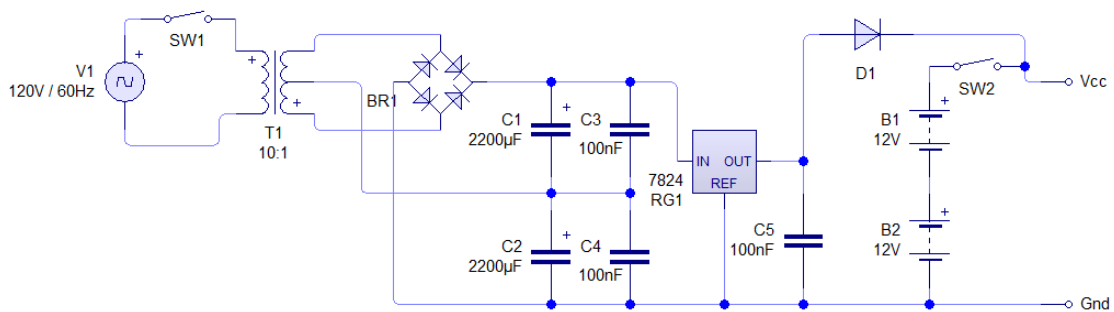 SW1
V1
120V / 60Hz
T1
10:1
BR1
C1
2200µF
C3
100nF
C2
2200µF
C4
100nF
IN OUT
REF
7824
RG1
C5
100nF
D1
SW2
B1
12V
B2
12V
Vcc
Gnd